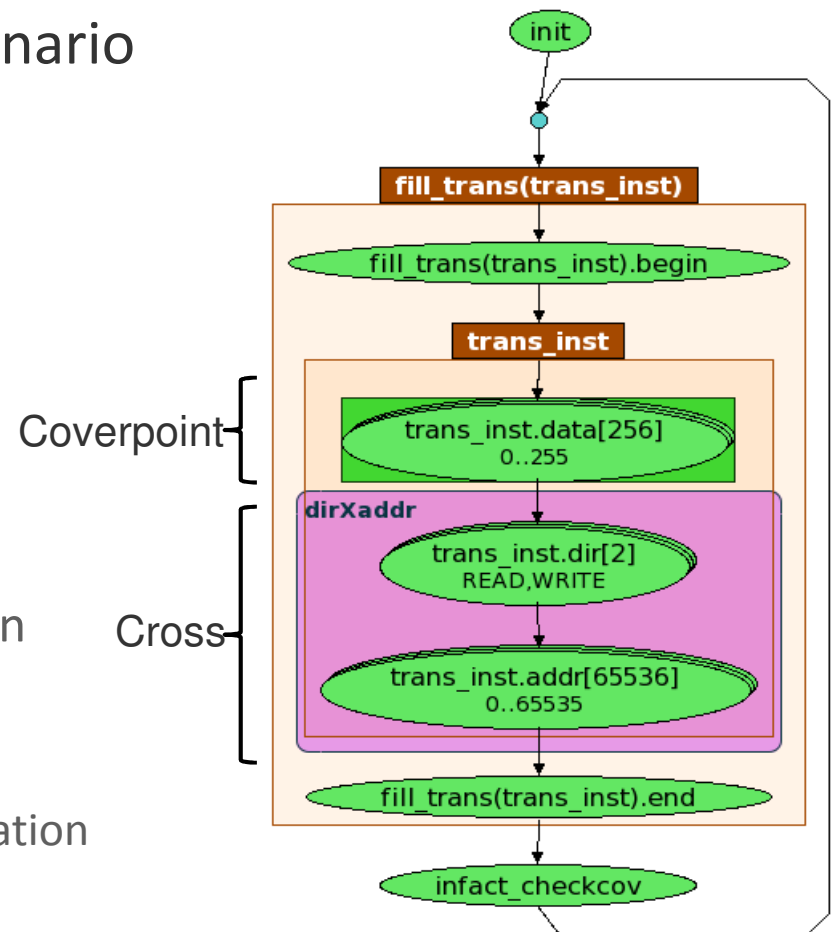 nario
init
fill_trans(trans_inst)
fill_trans(trans_inst).begin
trans_inst
Coverpoint
trans_inst.data[256]
0..255
dirXaddr
trans_inst.dir[2]
READ,WRITE
n
Cross
trans_inst.addr[65536]
0..65535
fill_trans(trans_inst).end
ation
infact_checkcov